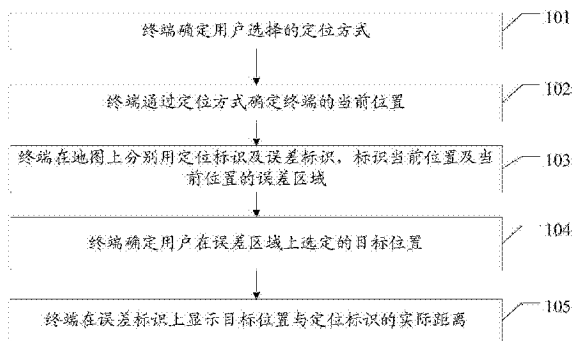 终端确定用户选择的定位方式
101
终端通过定位方式确定终端的当前位置
102
终端在地图上分别用定位标识及误差标识，标识当前位置及当
前位置的误差区域
103
终端确定用户在误差区域上选定的目标位置
104
终端在误差标识上显示目标位置与定位标识的实际距离
105